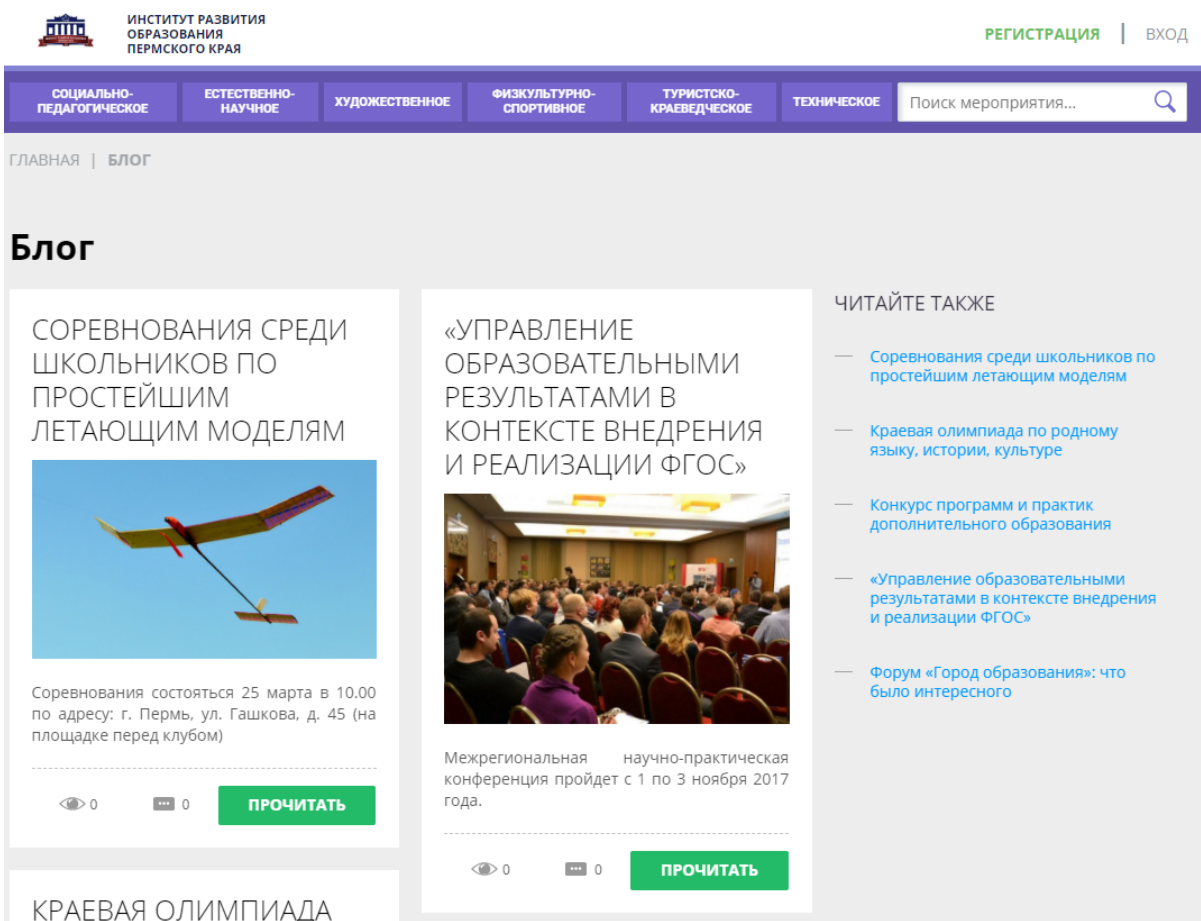 ИНСТИТУТ РАЗВИТИЯ
ОБРАЗОВАНИЯ
ПЕРМСКОГО КРАЯ
РЕГИСТРАЦИЯ | ВХОД
СОЦИАЛЬНО-
ПЕДАГОГИЧЕСКОЕ
ЕСТЕСТВЕННО-
НАУЧНОЕ
ХУДОЖЕСТВЕННОЕ
ФИЗКУЛЬТУРНО-
СПОРТИВНОЕ
ТУРИСТСКО-
КРАЕВЕДЧЕСКОЕ
ТЕХНИЧЕСКОЕ
Поиск мероприятия...
ГЛАВНАЯ | БЛОГ
Блог
СОРЕВНОВАНИЯ СРЕДИ
ШКОЛЬНИКОВ ПО
ПРОСТЕЙШИМ
ЛЕТАЮЩИМ МОДЕЛЯМ
Соревнования состояться 25 марта в 10.00
по адресу: г. Пермь, ул. Гашкова, д. 45 (на
площадке перед клубом)
0 0 ПРОЧИТАТЬ
КРАЕВАЯ ОЛИМПИАДА
«УПРАВЛЕНИЕ
ОБРАЗОВАТЕЛЬНЫМИ
РЕЗУЛЬТАТАМИ В
КОНТЕКСТЕ ВНЕДРЕНИЯ
И РЕАЛИЗАЦИИ ФГОС»
Межрегиональная научно-практическая
конференция пройдет с 1 по 3 ноября 2017
года.
0 0 ПРОЧИТАТЬ
ЧИТАЙТЕ ТАКЖЕ
— Соревнования среди школьников по
простейшим летающим моделям
— Краевая олимпиада по родному
языку, истории, культуре
— Конкурс программ и практик
дополнительного образования
— «Управление образовательными
результатами в контексте внедрения
и реализации ФГОС»
— Форум «Город образования»: что
было интересного